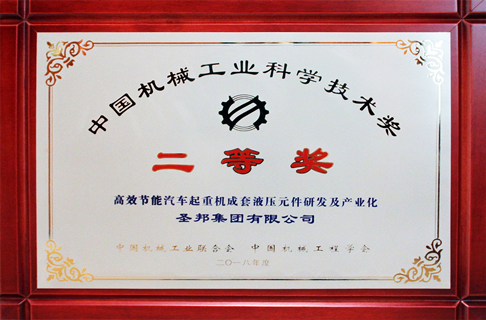 中国机械工业科学技术奖
二等奖
高效节能汽车起重机成套液压元件研发及产业化
圣邦集团有限公司
中国机械工业联合会 中国机械工程学会
二〇一八年度